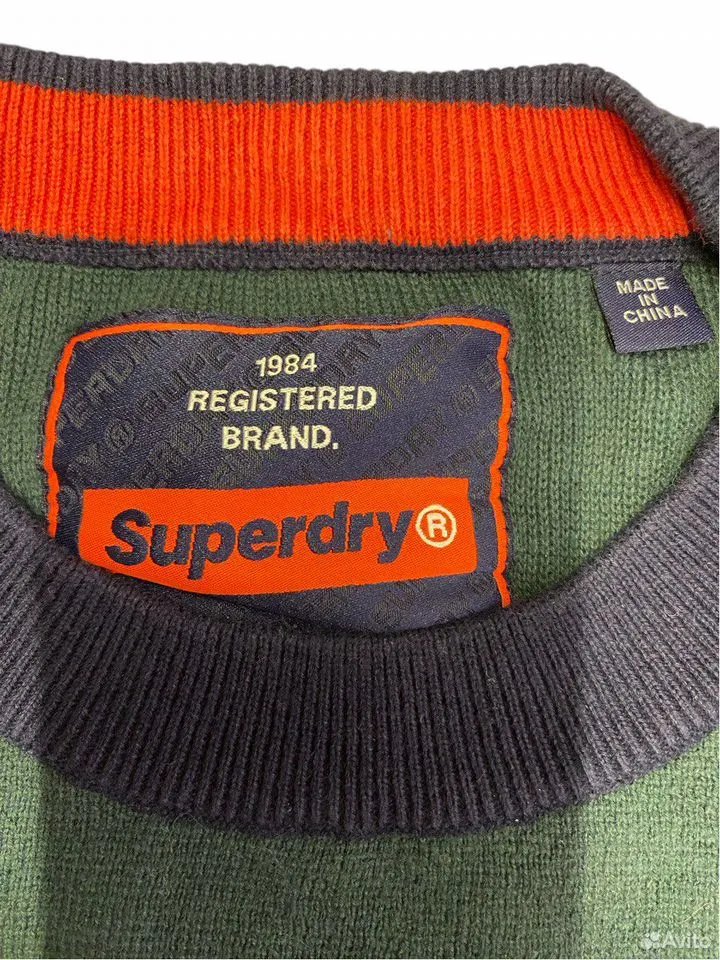 MADE
IN
CHINA
1984
REGISTERED
BRAND.
Superdry®
Avito